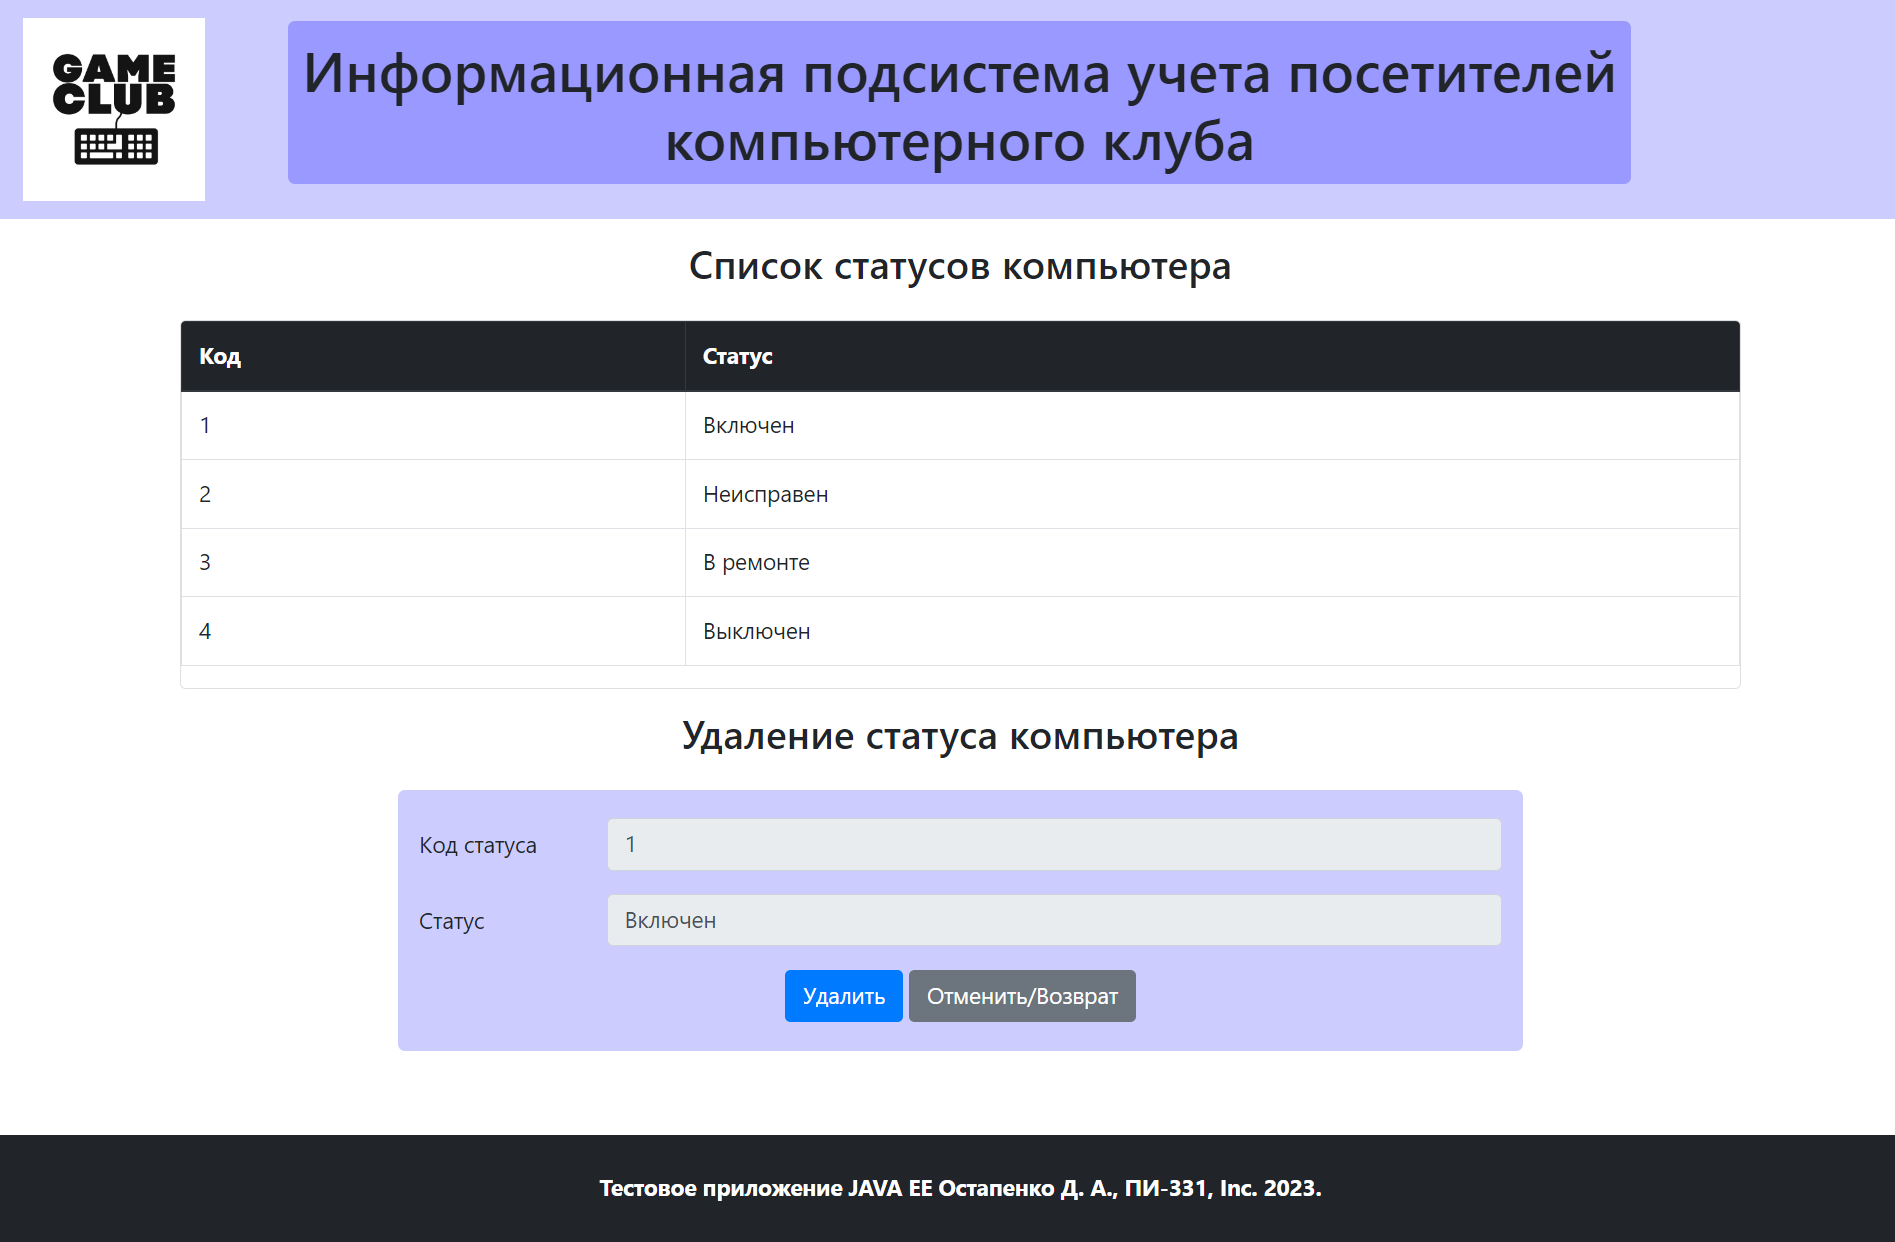 GAME
CLUB
Информационная подсистема учета посетителей
компьютерного клуба
Список статусов компьютера
Код Статус
1 Включен
2 Неисправен
3 В ремонте
4 Выключен
Удаление статуса компьютера
Код статуса 1
Статус Включен
Удалить Отменить/Возврат
Тестовое приложение JAVA EE Остапенко Д. А., ПИ-331, Inc. 2023.